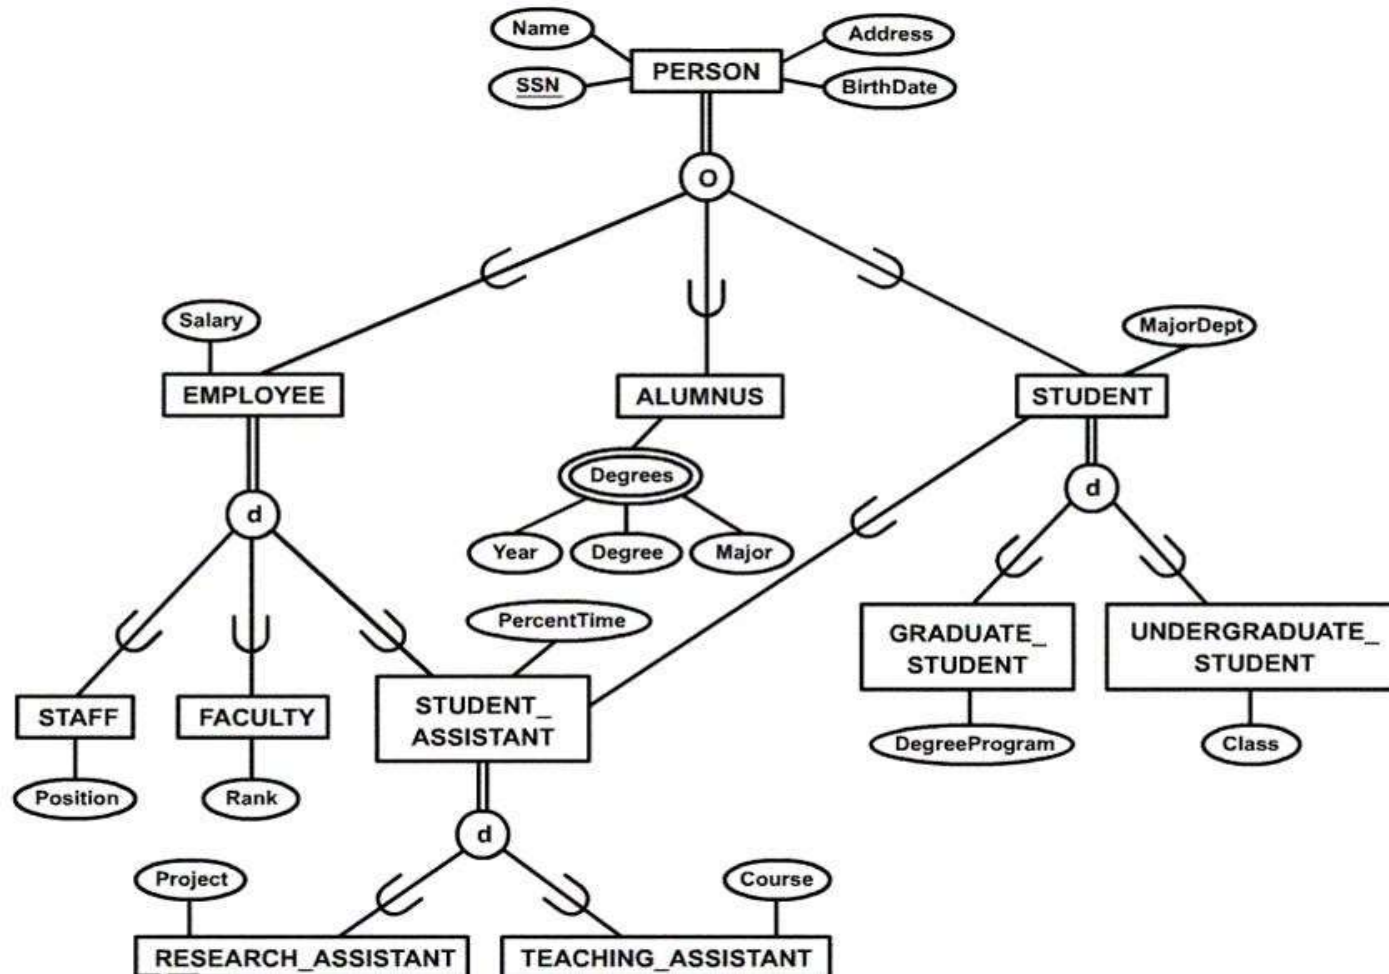 Name
Address
PERSON
SSN
BirthDate
O
Salary
MajorDept
EMPLOYEE
ALUMNUS
STUDENT
Degrees
d
d
Year
Degree
Major
PercentTime
GRADUATE_
STUDENT
UNDERGRADUATE_
STUDENT
STAFF
FACULTY
STUDENT_
ASSISTANT
DegreeProgram
Class
Position
Rank
d
Project
Course
RESEARCH_ASSISTANT
TEACHING_ASSISTANT